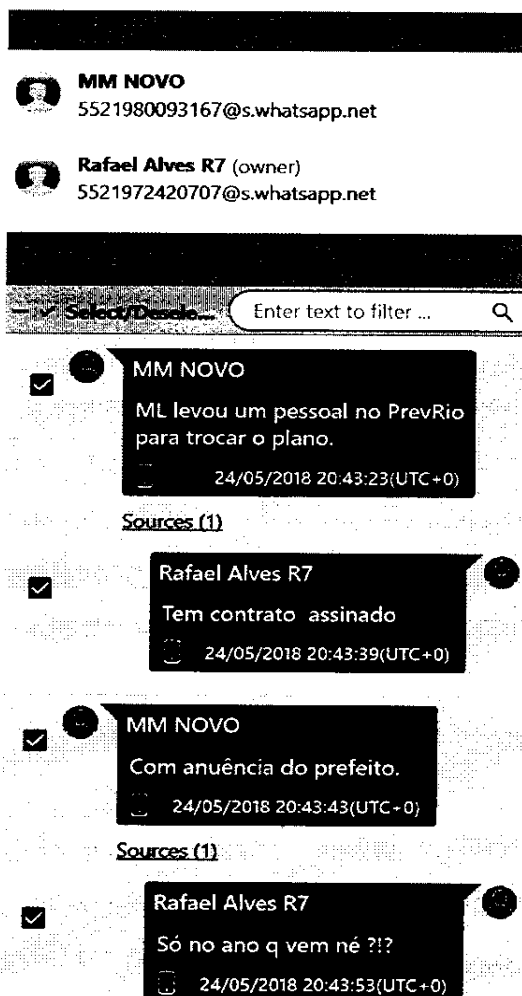 MM NOVO
5521980093167@s.whatsapp.net
Rafael Alves R7 (owner)
5521972420707@s.whatsapp.net
Select/Desele...
Enter text to filter ...
MM NOVO
ML levou um pessoal no PrevRio
para trocar o plano.
24/05/2018 20:43:23(UTC+0)
Sources (1)
Rafael Alves R7
Tem contrato assinado
24/05/2018 20:43:39(UTC+0)
MM NOVO
Com anuência do prefeito.
24/05/2018 20:43:43(UTC+0)
Sources (1)
Rafael Alves R7
Só no ano q vem né ?!?
24/05/2018 20:43:53(UTC+0)